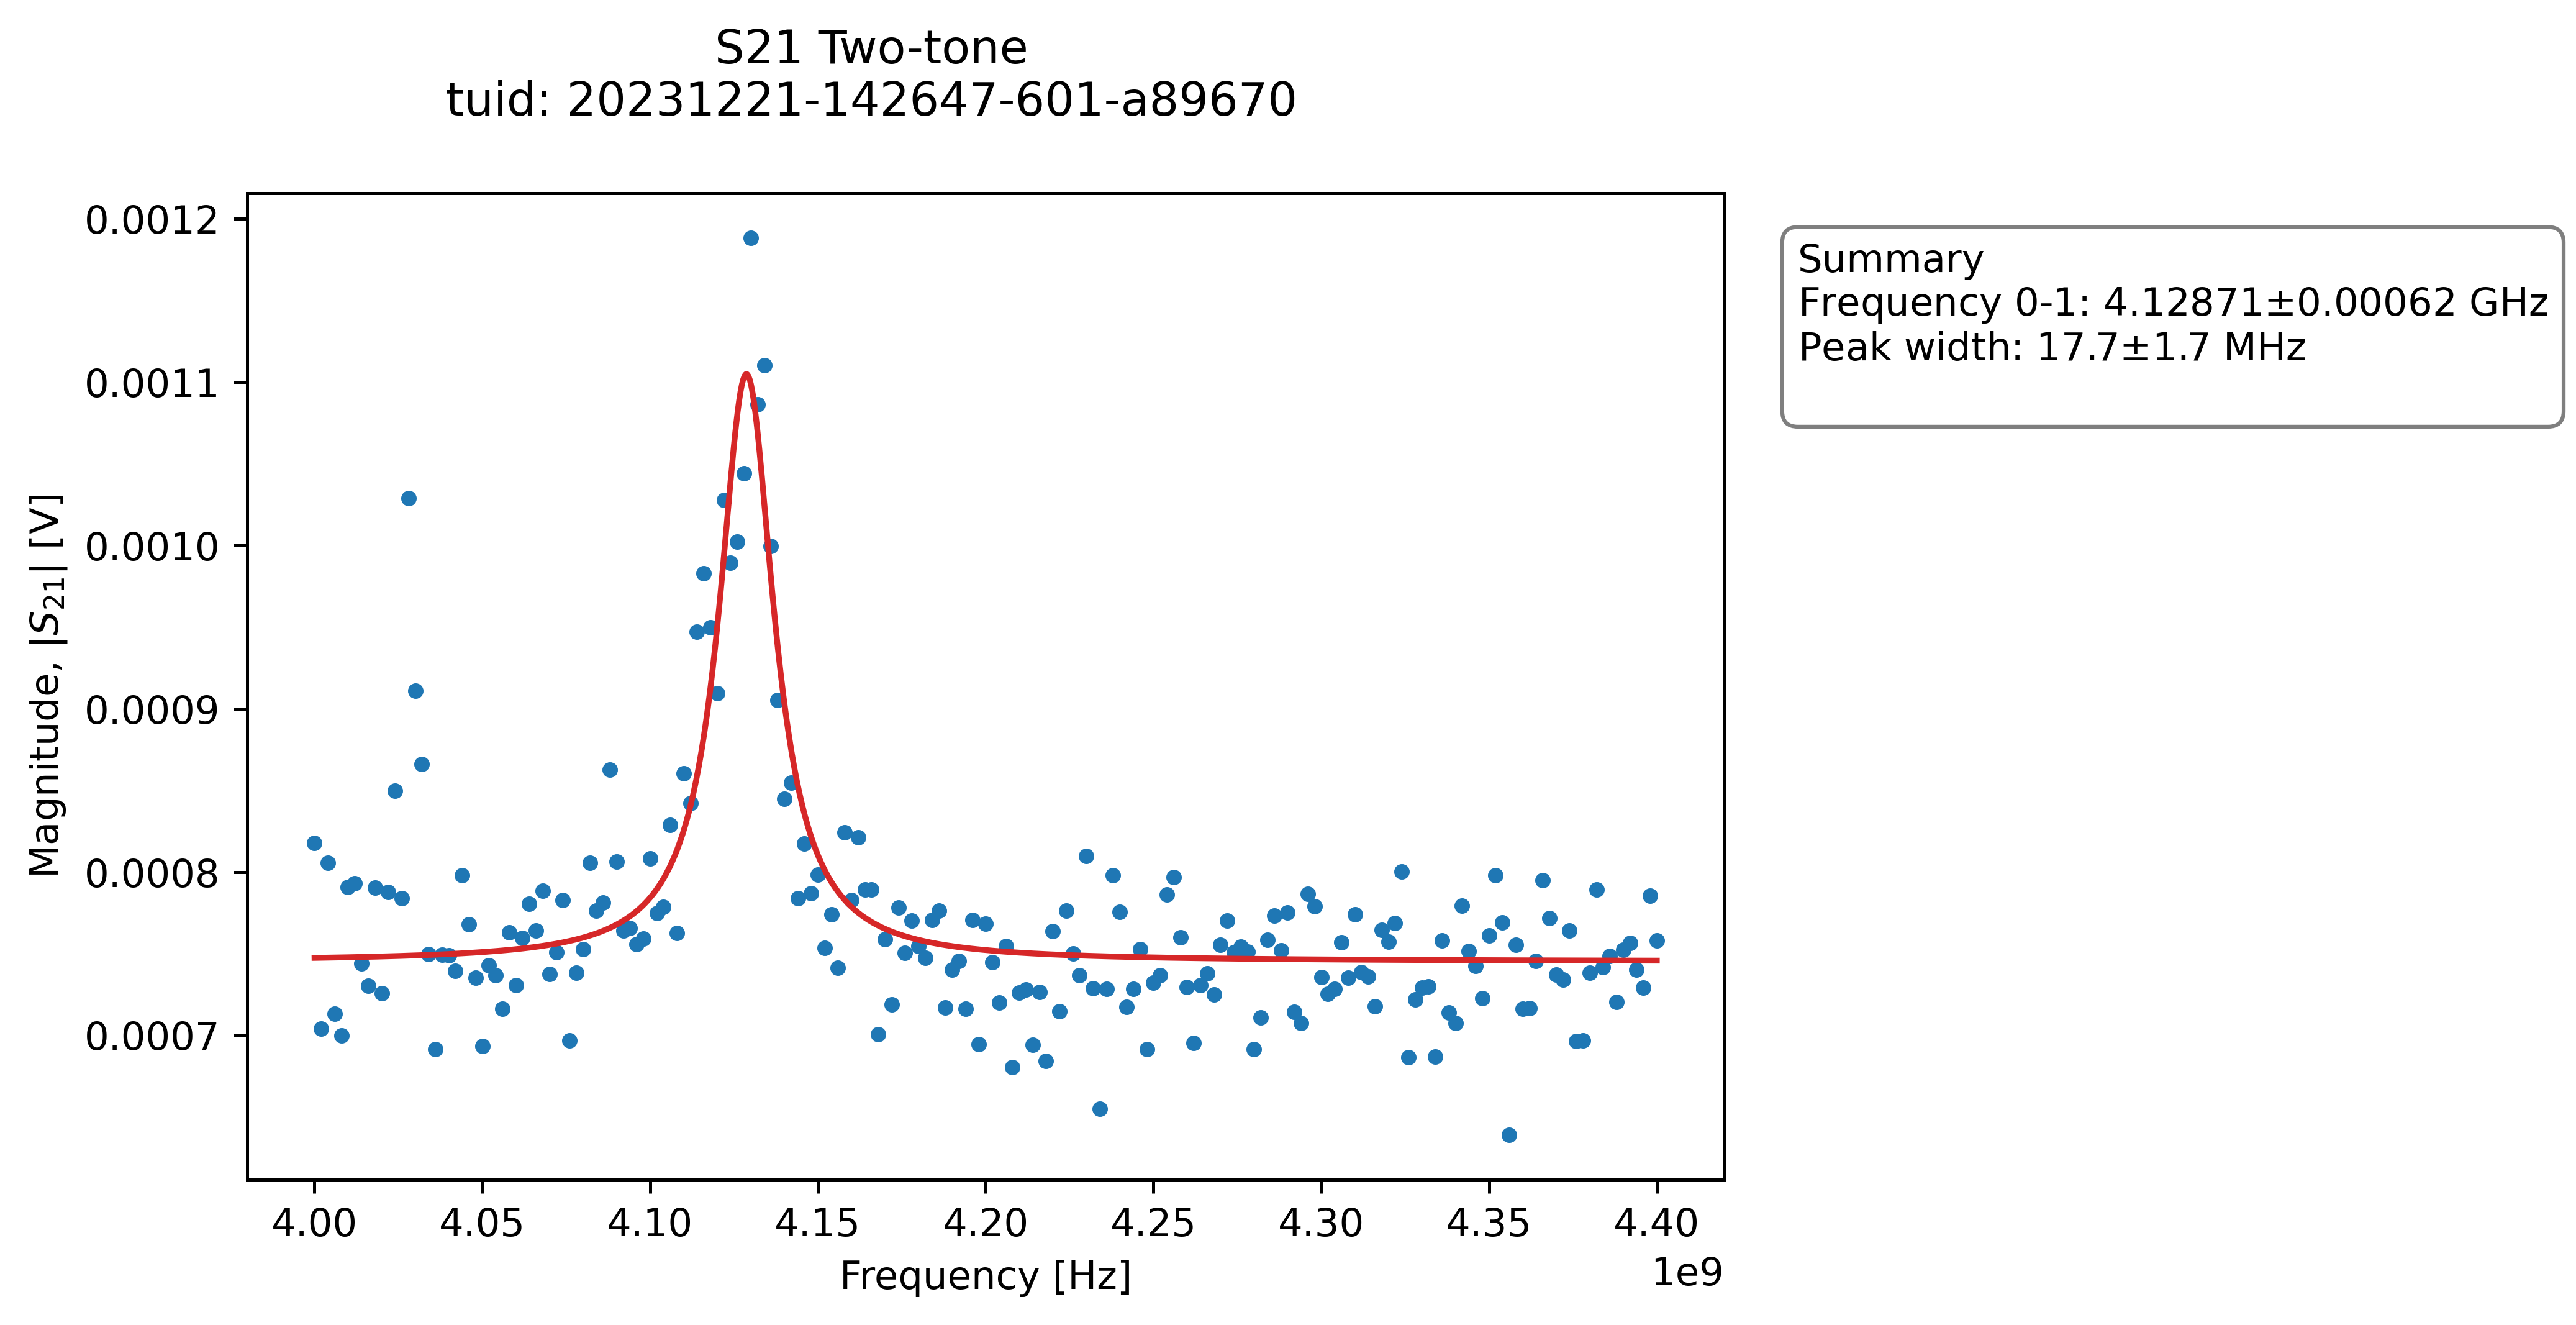 S21 Two-tone
tuid: 20231221-142647-601-a89670
0.0012
0.0011
0.0010
0.0009
0.0008
0.0007
Magnitude, |S21| [V]
4.00 4.05 4.10 4.15 4.20 4.25 4.30 4.35 4.40
Frequency [Hz]
1e9
Summary
Frequency 0-1: 4.12871±0.00062 GHz
Peak width: 17.7±1.7 MHz